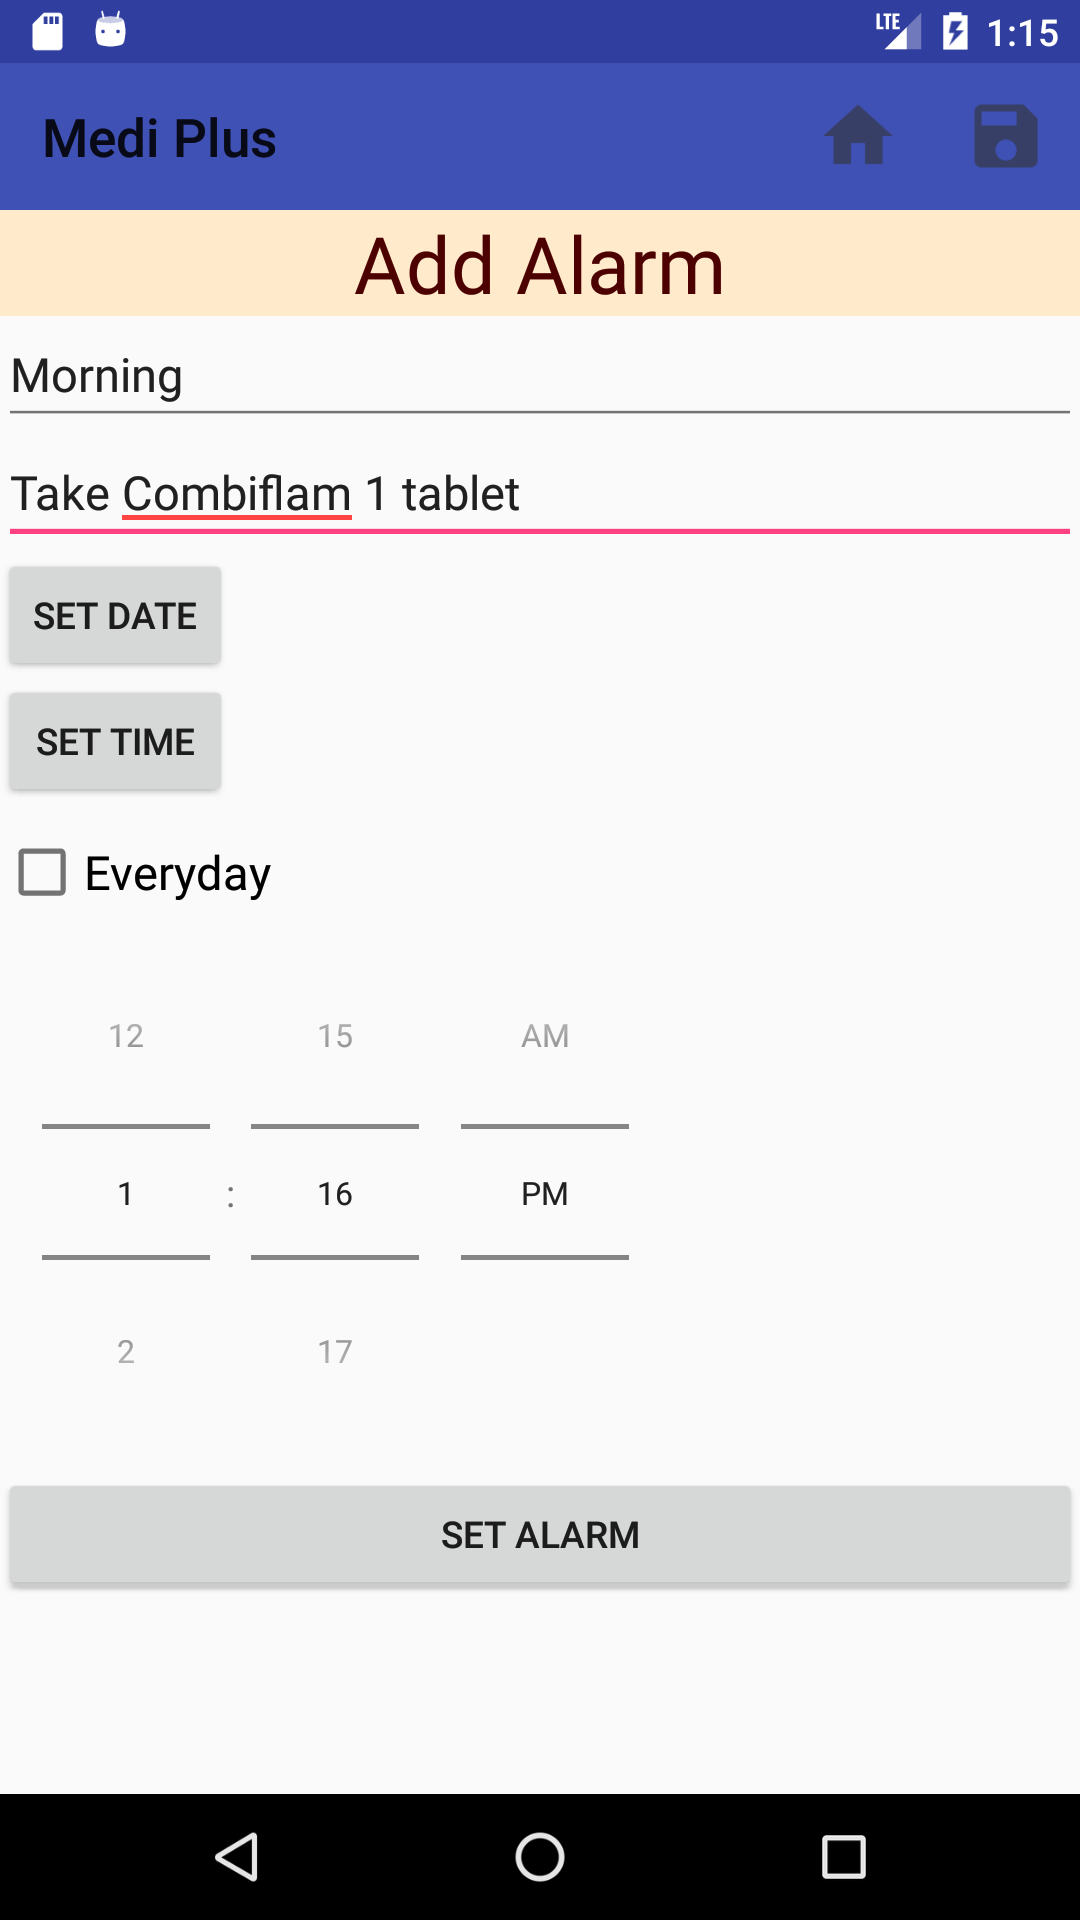 LTE 1:15
Medi Plus
Add Alarm
Morning
Take Combiflam 1 tablet
SET DATE
SET TIME
Everyday
12 15 AM
1 : 16 PM
2 17
SET ALARM